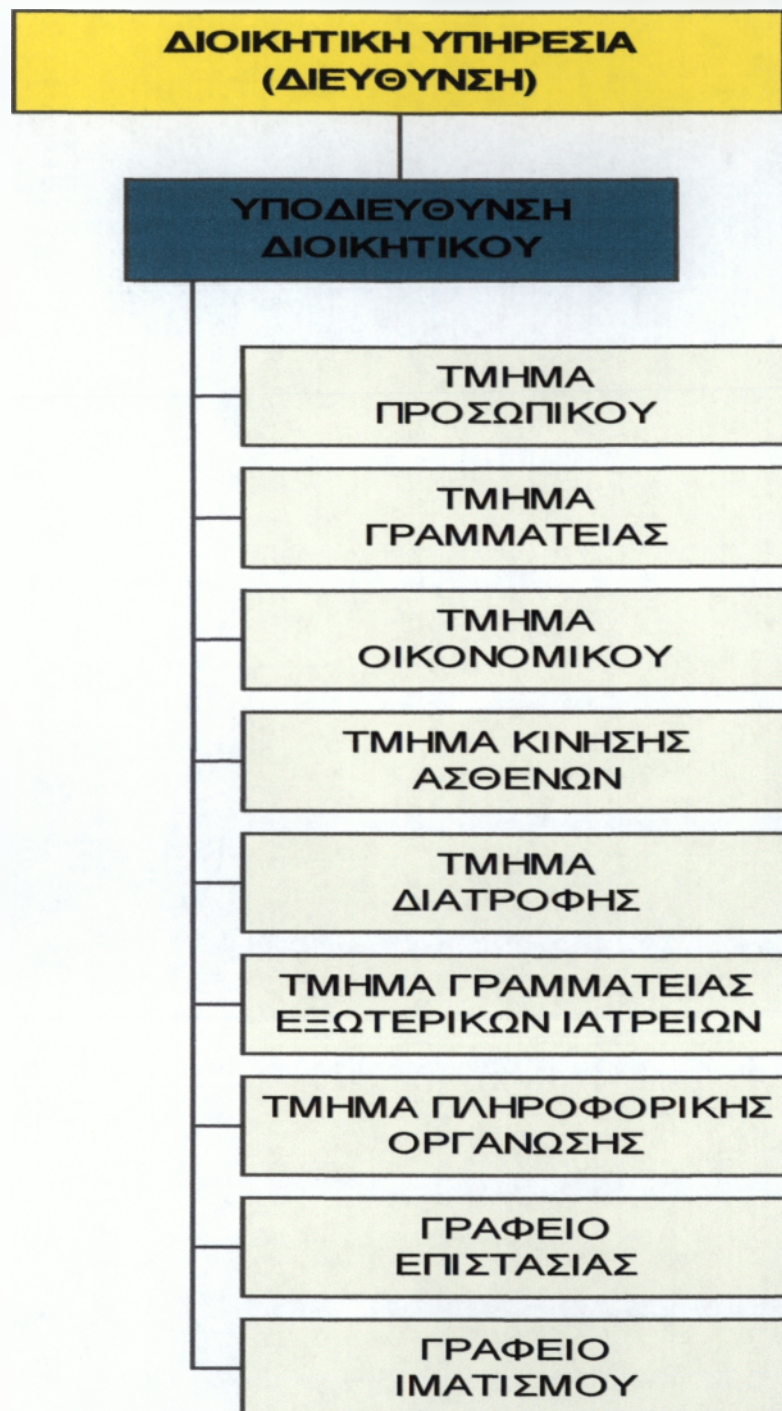 ΔΙΟΙΚΗΤΙΚΗ ΥΠΗΡΕΣΙΑ
(ΔΙΕΥΘΥΝΣΗ)
ΥΠΟΔΙΕΥΘΥΝΣΗ
ΔΙΟΙΚΗΤΙΚΟΥ
ΤΜΗΜΑ
ΠΡΟΣΩΠΙΚΟΥ
ΤΜΗΜΑ
ΓΡΑΜΜΑΤΕΙΑΣ
ΤΜΗΜΑ
ΟΙΚΟΝΟΜΙΚΟΥ
ΤΜΗΜΑ ΚΙΝΗΣΗΣ
ΑΣΘΕΝΩΝ
ΤΜΗΜΑ
ΔΙΑΤΡΟΦΗΣ
ΤΜΗΜΑ ΓΡΑΜΜΑΤΕΙΑΣ
ΕΞΩΤΕΡΙΚΩΝ ΙΑΤΡΕΙΩΝ
ΤΜΗΜΑ ΠΛΗΡΟΦΟΡΙΚΗΣ
ΟΡΓΑΝΩΣΗΣ
ΓΡΑΦΕΙΟ
ΕΠΙΣΤΑΣΙΑΣ
ΓΡΑΦΕΙΟ
ΙΜΑΤΙΣΜΟΥ